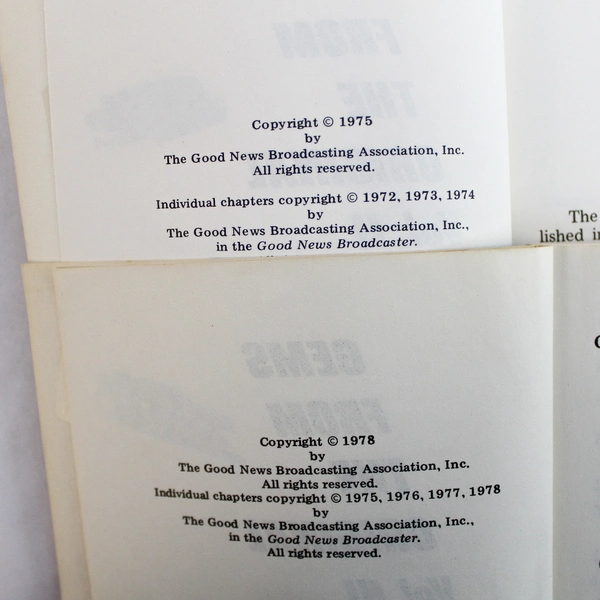 Copyright © 1975
by
The Good News Broadcasting Association, Inc.
All rights reserved.
Individual chapters copyright © 1972, 1973, 1974
by
The Good News Broadcasting Association, Inc.,
in the Good News Broadcaster.
The
lished
GEMS
FROM
Copyright © 1978
by
The Good News Broadcasting Association, Inc.
All rights reserved.
Individual chapters copyright © 1975, 1976, 1977, 1978
by
The Good News Broadcasting Association, Inc.,
in the Good News Broadcaster.
All rights reserved.